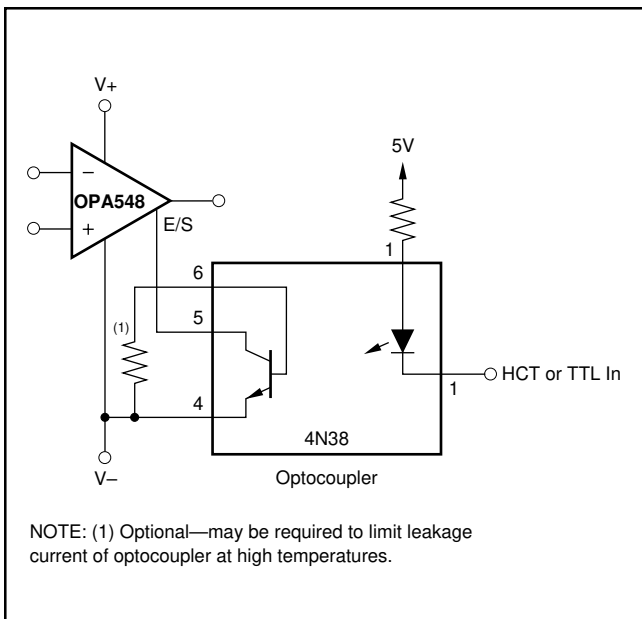 V+
5V
−
OPA548
+
E/S
1
6
(1)
5
HCT or TTL In
1
4
4N38
V−
Optocoupler
NOTE: (1) Optional—may be required to limit leakage
current of optocoupler at high temperatures.